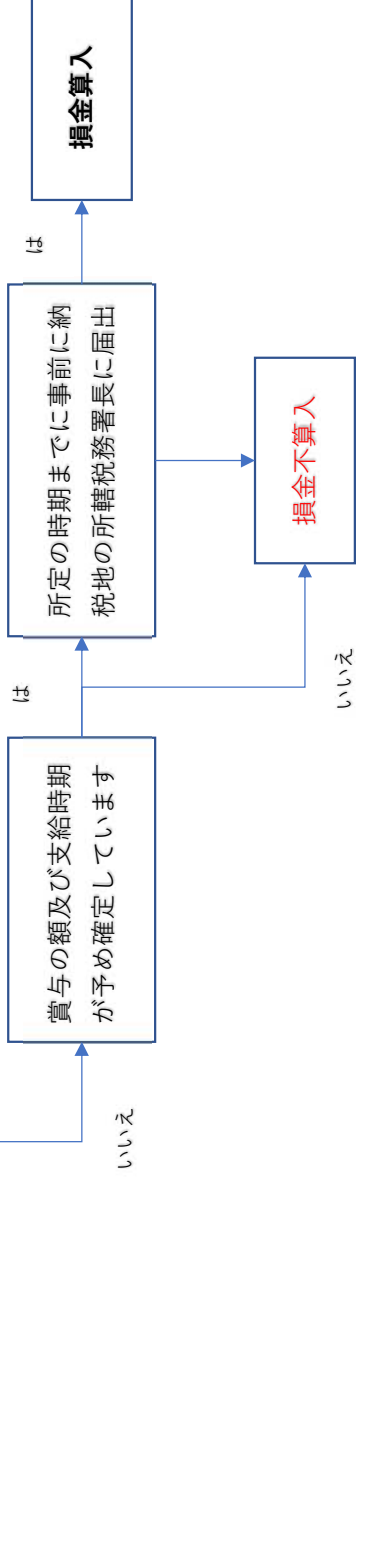 いいえ
賞与の額及び支給時期
が予め確定しています
は
いいえ
所定の時期までに事前に納
税地の所轄税務署長に届出
は
損金不算入
損金算入